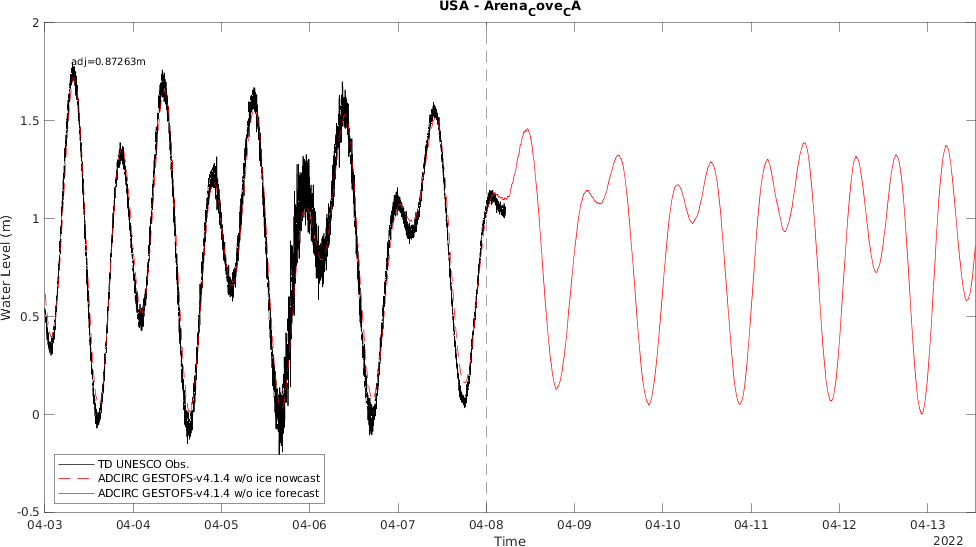 USA - ArenaCoveCA
adj=0.87263m
2
1.5
1
0.5
0
-0.5
Water Level (m)
TD UNESCO Obs.
ADCIRC GESTOFS-v4.1.4 w/o ice nowcast
ADCIRC GESTOFS-v4.1.4 w/o ice forecast
04-03 04-04 04-05 04-06 04-07 04-08 04-09 04-10 04-11 04-12 04-13
Time
2022